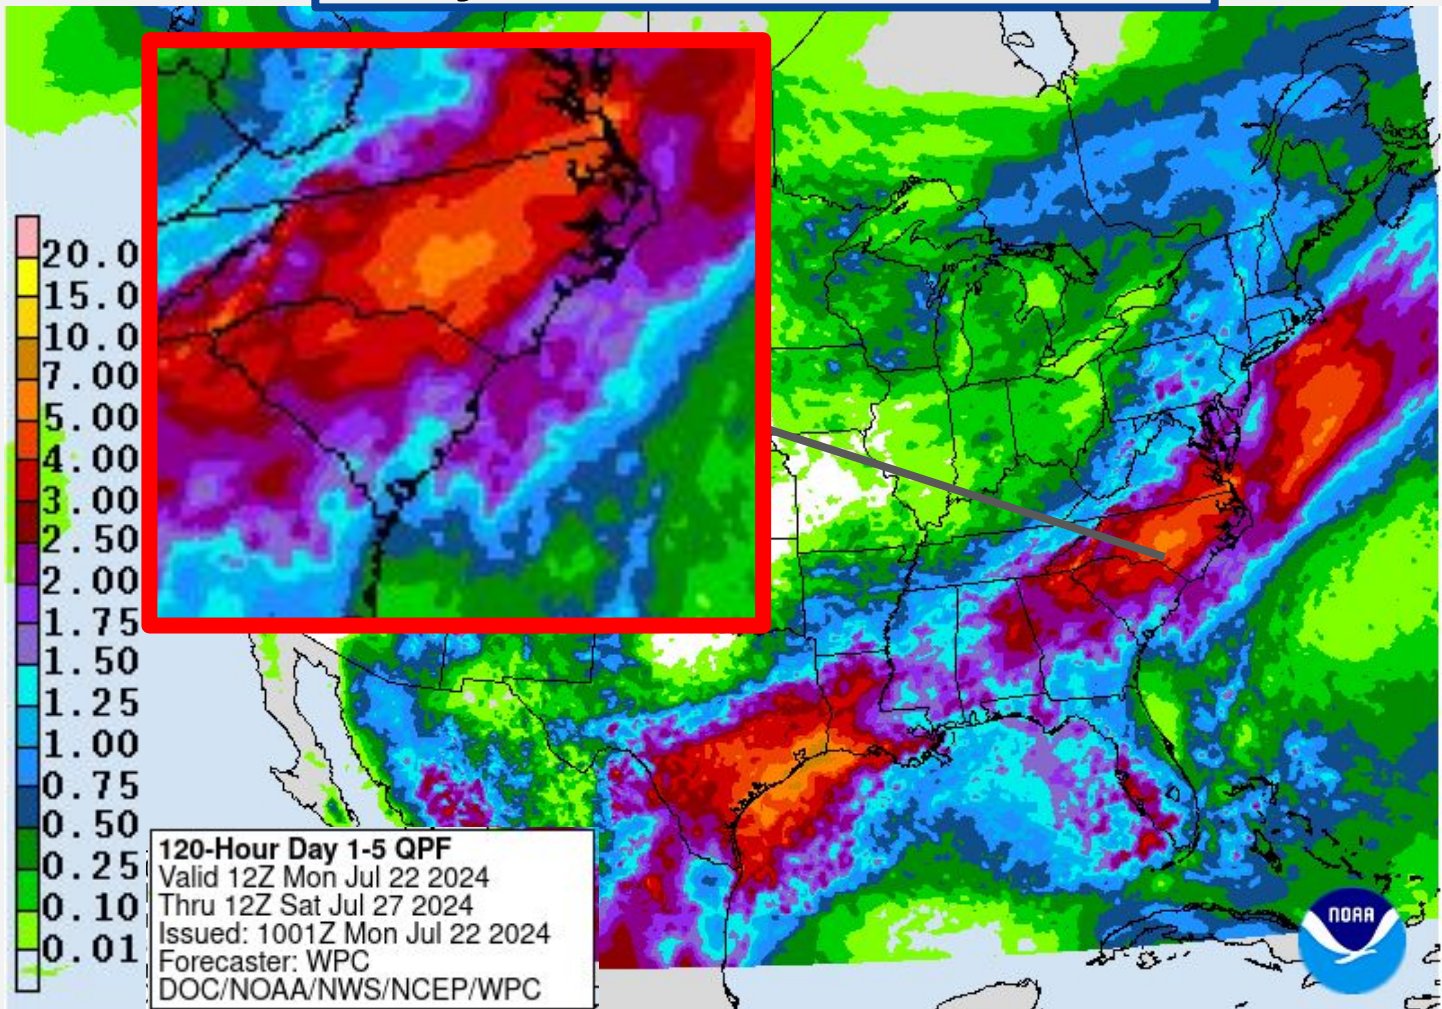 20.0
15.0
10.0
7.00
5.00
4.00
3.00
2.50
2.00
1.75
1.50
1.25
1.00
0.75
0.50
0.25
0.10
0.01
120-Hour Day 1-5 QPF
Valid 12Z Mon Jul 22 2024
Thru 12Z Sat Jul 27 2024
Issued: 1001Z Mon Jul 22 2024
Forecaster: WPC
DOC/NOAA/NWS/NCEP/WPC
NOAA